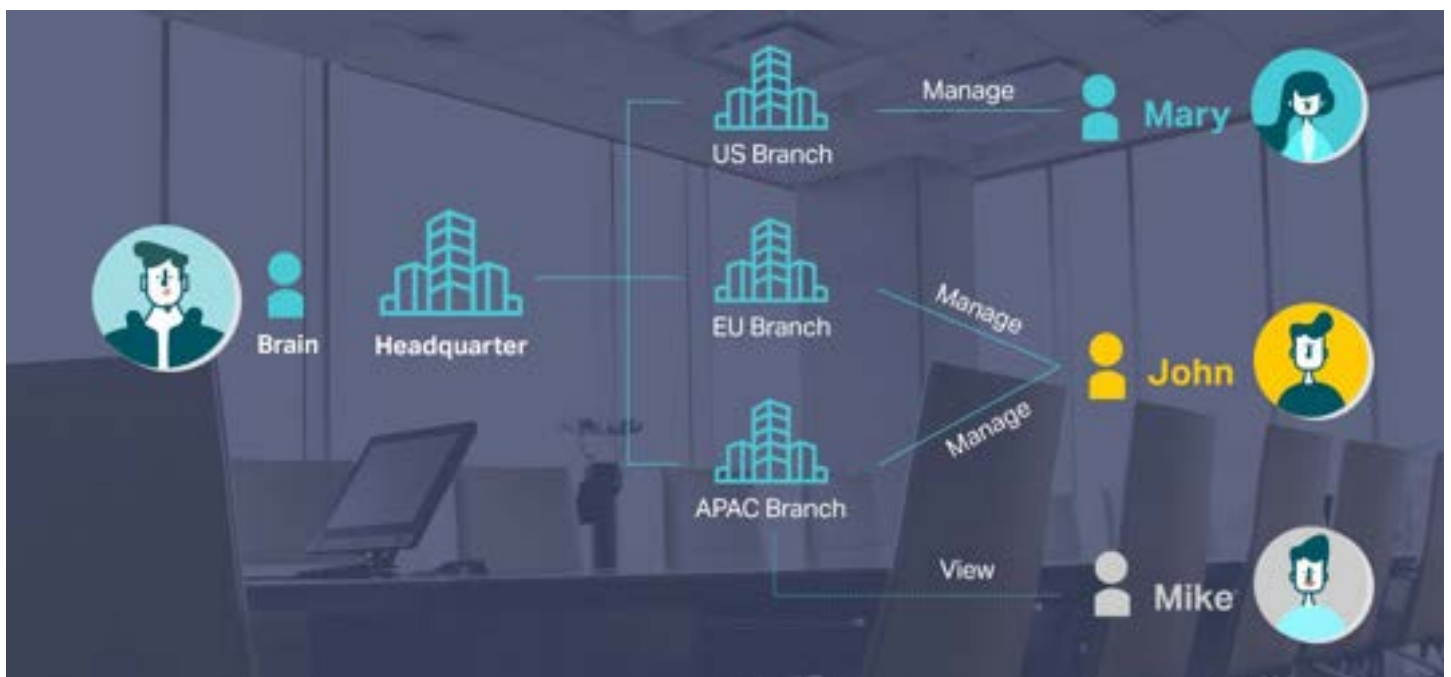 Manage
Mary
US Branch
Brain
Headquarter
EU Branch
Manage
John
Manage
APAC Branch
View
Mike